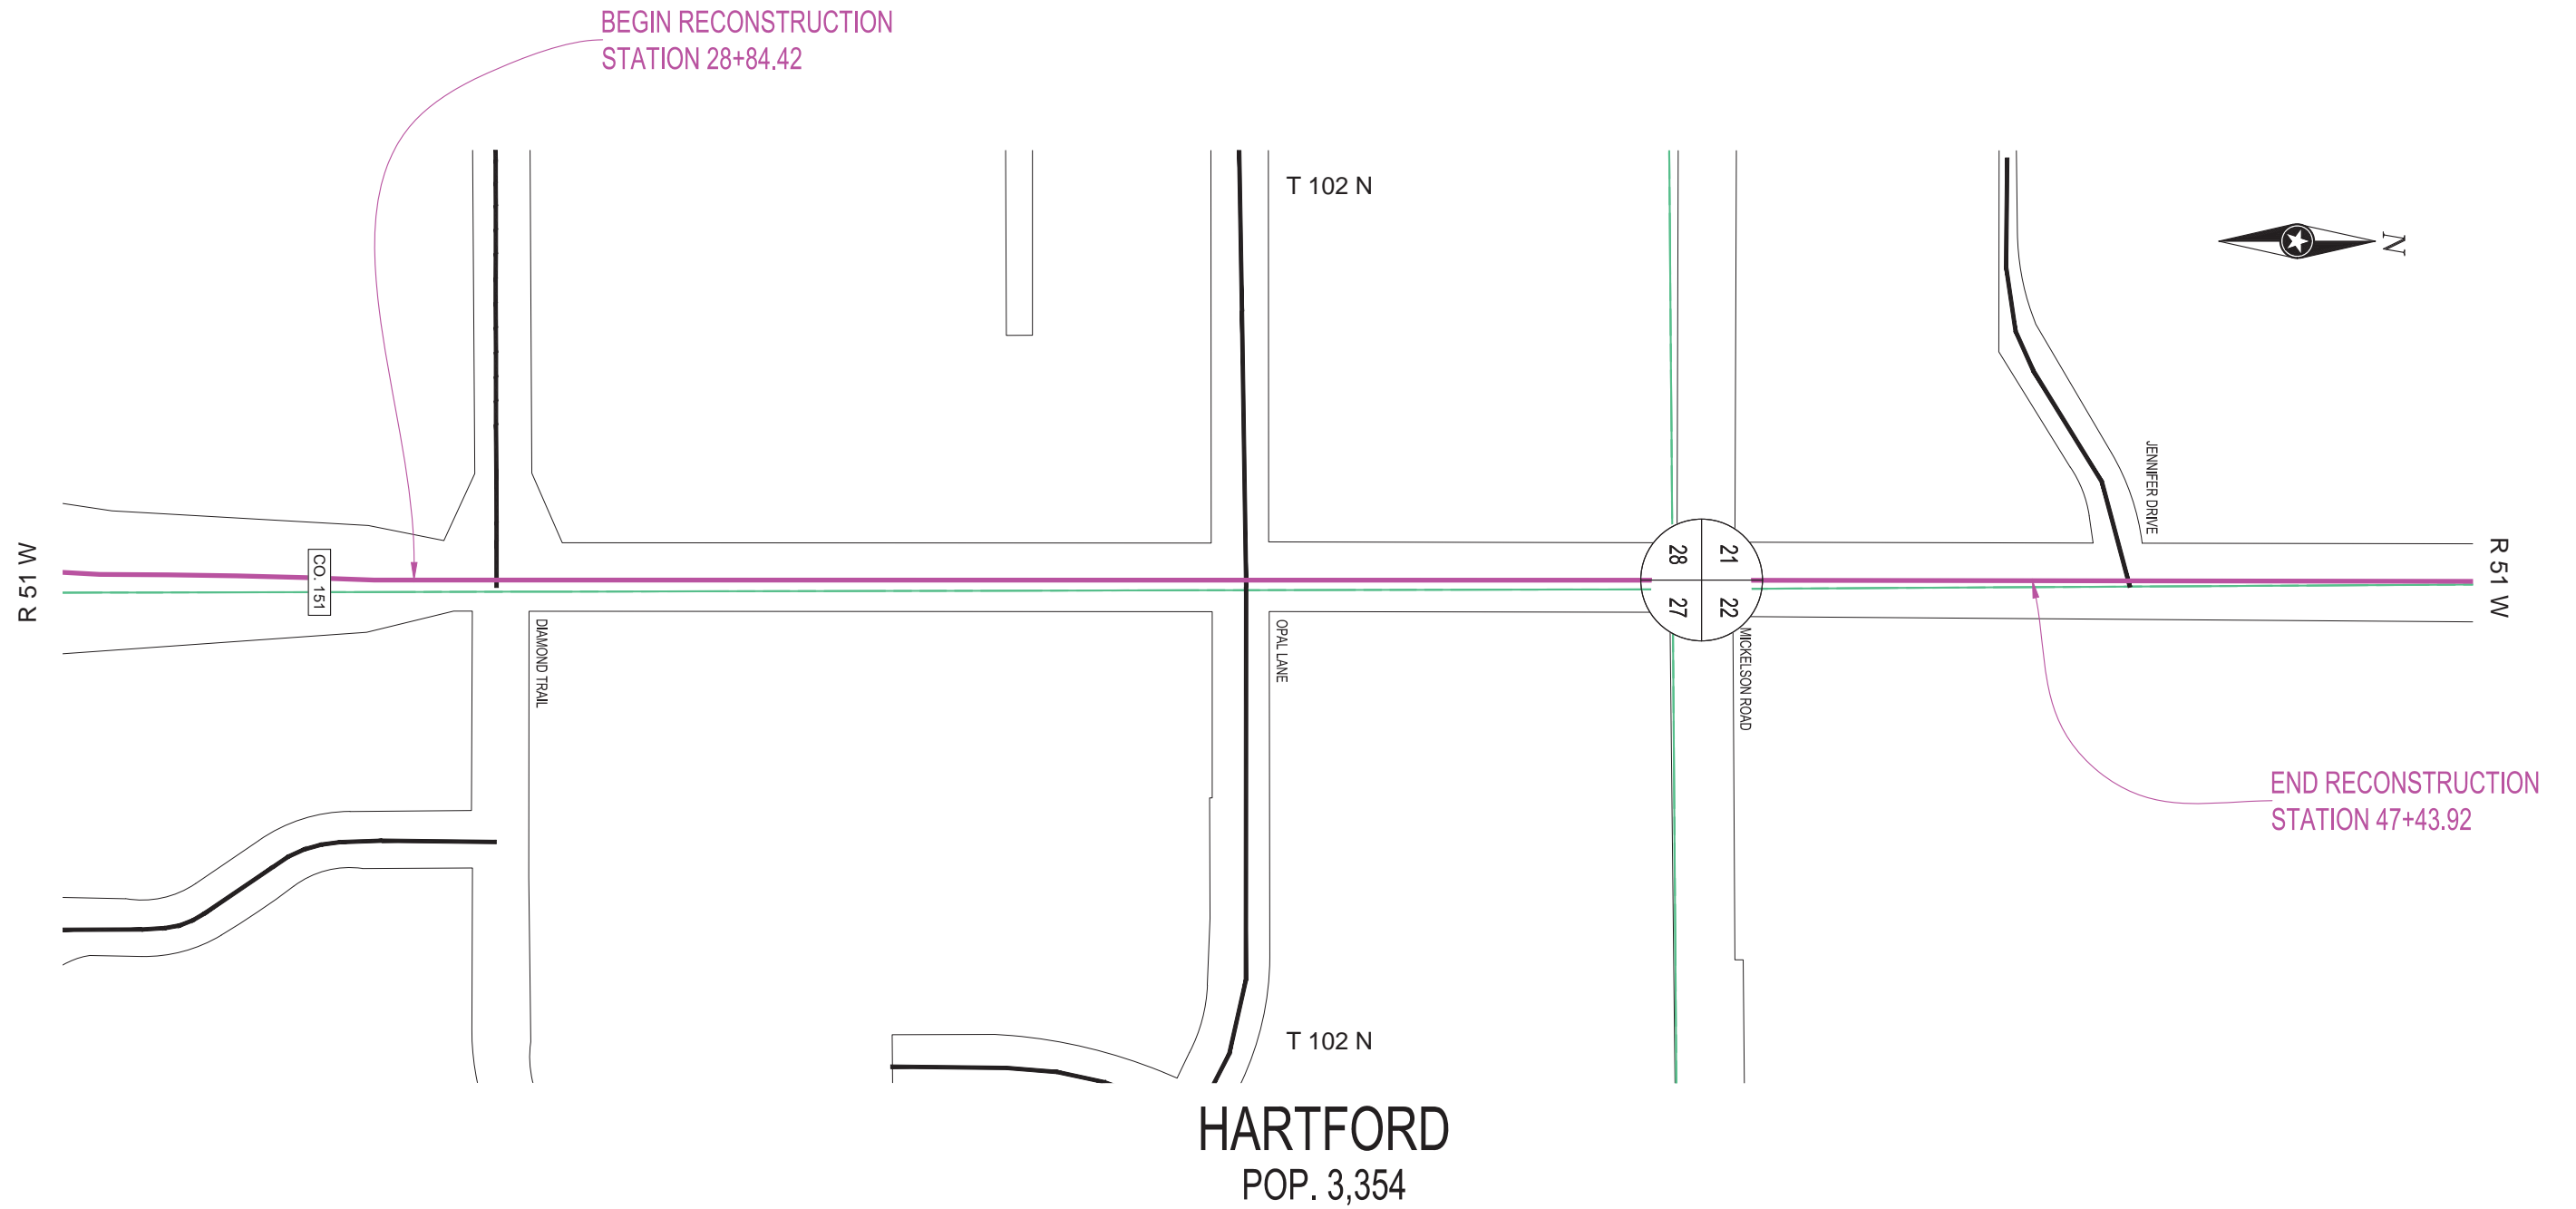 BEGIN RECONSTRUCTION
STATION 28+84.42
T 102 N
N
JENNIFER DRIVE
R 51 W
CO. 151
28
21
27
22
R 51 W
DIAMOND TRAIL
OPAL LANE
MICKELSON ROAD
END RECONSTRUCTION
STATION 47+43.92
T 102 N
HARTFORD
POP. 3,354